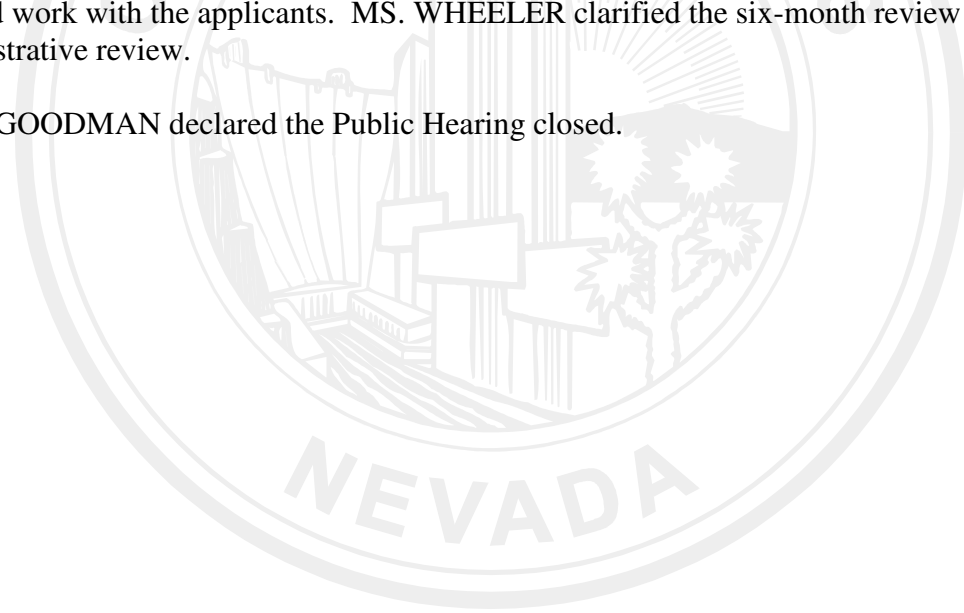 work with the applicants. MS. WHEELER clarified the six-month review
strative review.
GOODMAN declared the Public Hearing closed.
NEVADA